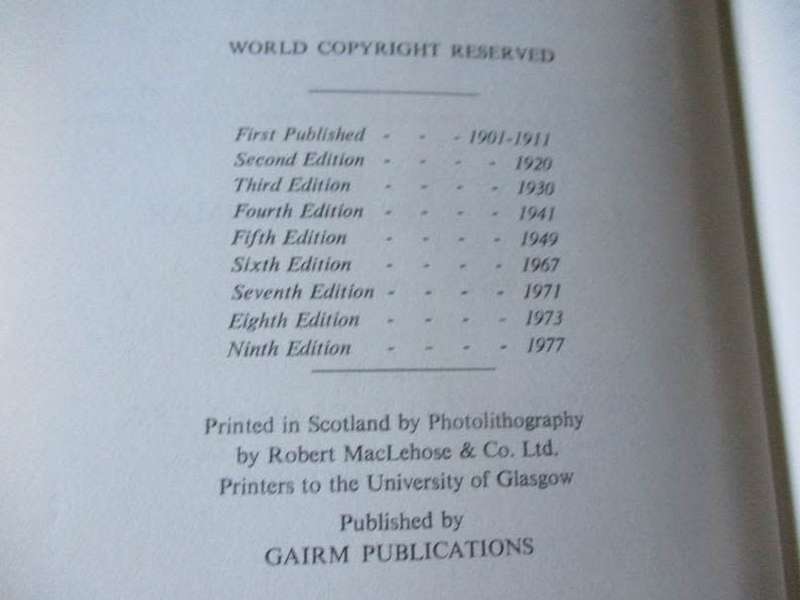 WORLD COPYRIGHT RESERVED
First Published - - - 1901-1911
Second Edition - - - - 1920
Third Edition - - - - 1930
Fourth Edition - - - - 1941
Fifth Edition - - - - 1949
Sixth Edition - - - - 1967
Seventh Edition - - - - 1971
Eighth Edition - - - - 1973
Ninth Edition - - - - 1977
Printed in Scotland by Photolithography
by Robert MacLehose & Co. Ltd.
Printers to the University of Glasgow
Published by
GAIRM PUBLICATIONS